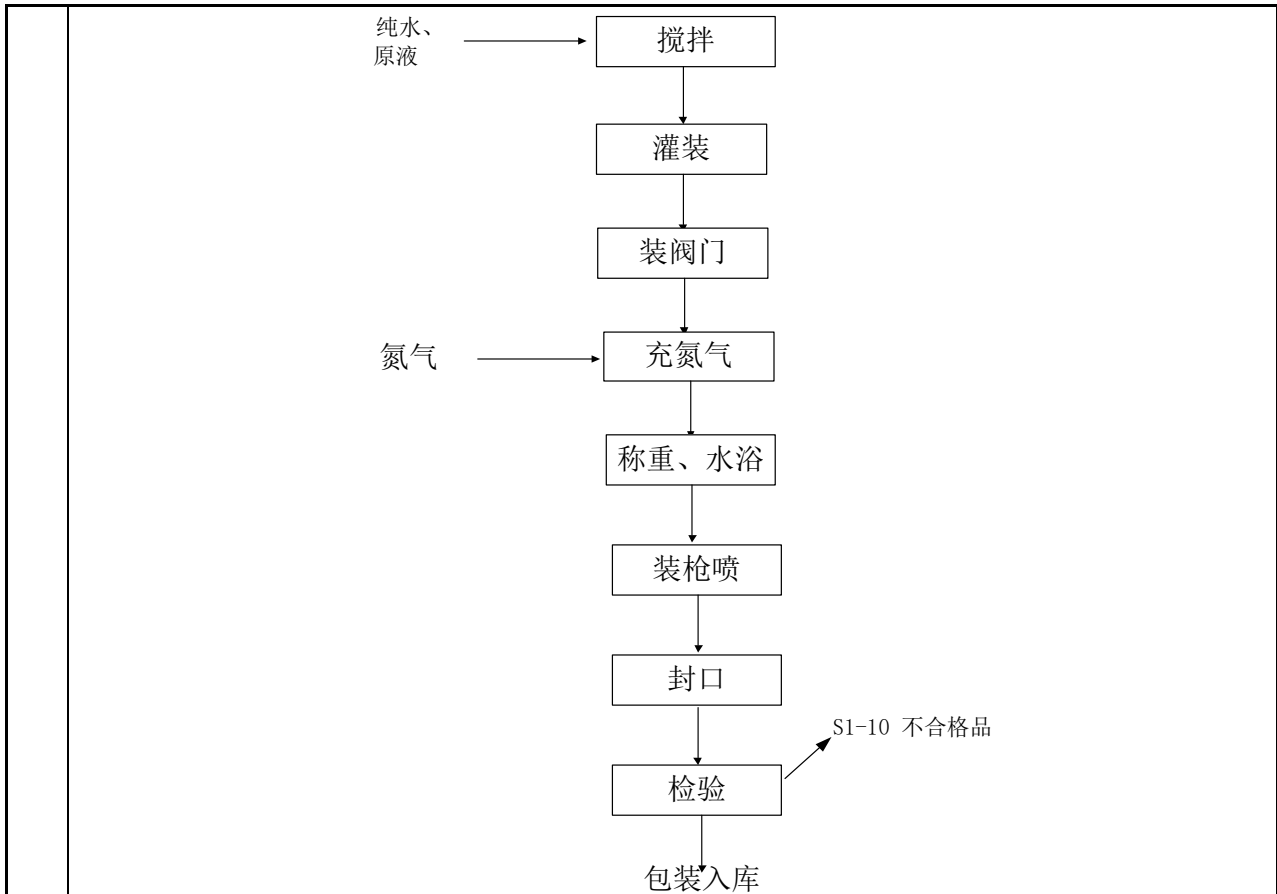 纯水、
原液
搅拌
灌装
装阀门
氮气
充氮气
称重、水浴
装枪喷
封口
S1-10 不合格品
检验
包装入库